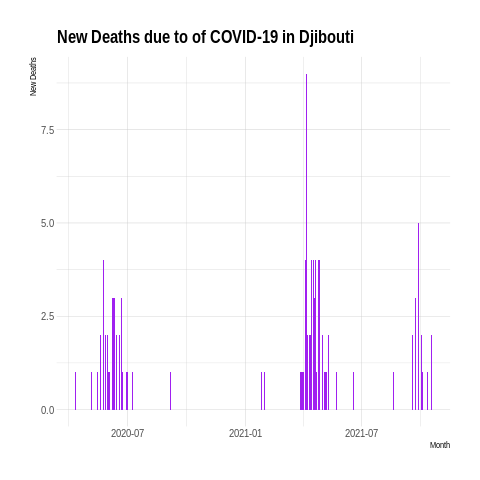 New Deaths due to of COVID-19 in Djibouti
New Deaths
7.5
5.0
2.5
0.0
2020-07
2021-01
2021-07
Month